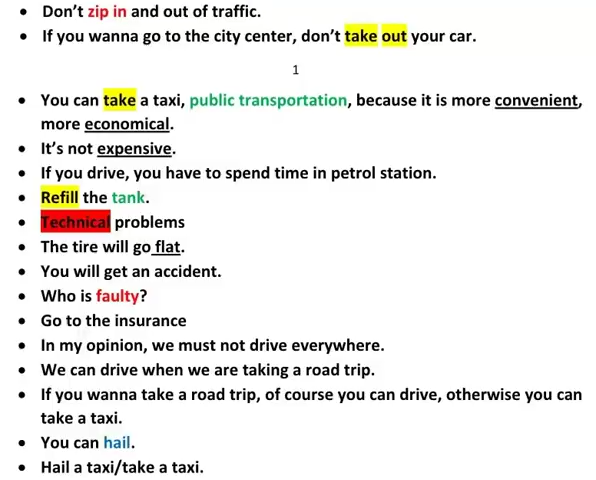 • Don’t zip in and out of traffic.
• If you wanna go to the city center, don’t take out your car.
1
• You can take a taxi, public transportation, because it is more convenient,
more economical.
• It’s not expensive.
• If you drive, you have to spend time in petrol station.
• Refill the tank.
• Technical problems
• The tire will go flat.
• You will get an accident.
• Who is faulty?
• Go to the insurance
• In my opinion, we must not drive everywhere.
• We can drive when we are taking a road trip.
• If you wanna take a road trip, of course you can drive, otherwise you can
take a taxi.
• You can hail.
• Hail a taxi/take a taxi.